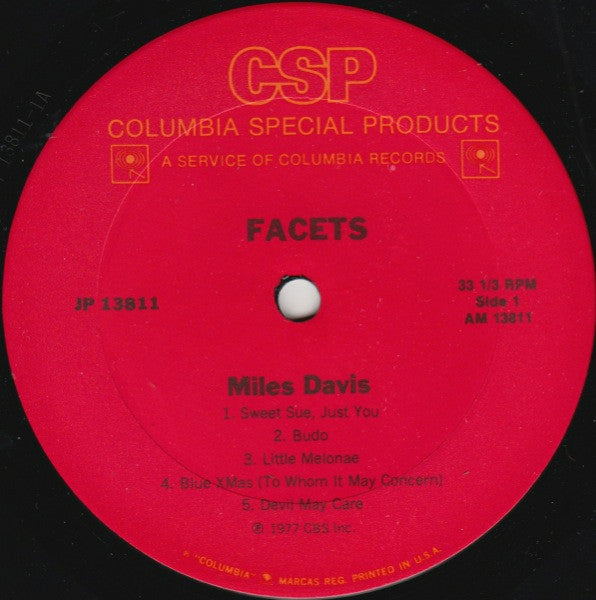 CSP
COLUMBIA SPECIAL PRODUCTS
A SERVICE OF COLUMBIA RECORDS
FACETS
JP 13811
33 1/3 RPM
Side 1
AM 13811
Miles Davis
1. Sweet Sue, Just You
2. Budo
3. Little Melonae
4. Blue XMas (To Whom It May Concern)
5. Devil May Care
℗ 1977 CBS Inc.
"COLUMBIA" MARCAS REG. PRINTED IN U.S.A.
13811-1A